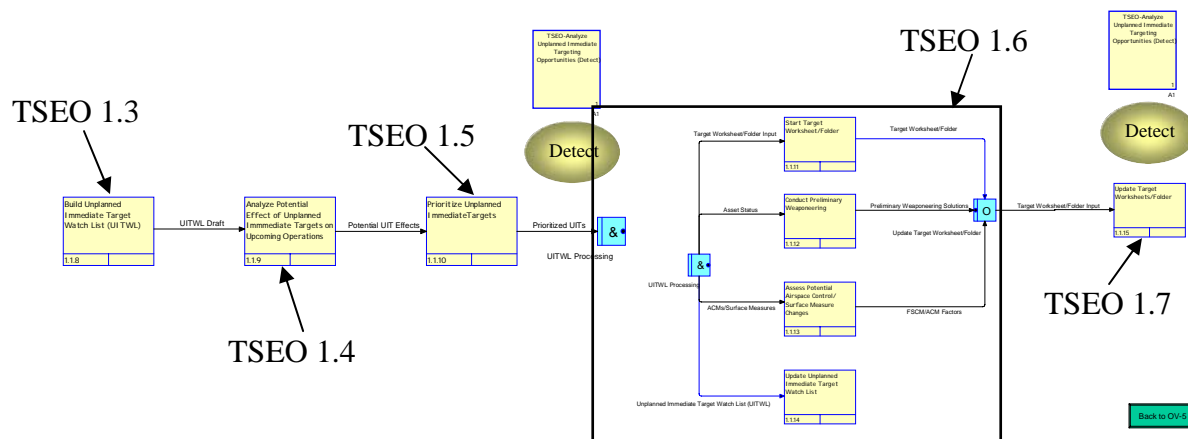 TSEO 1.3
Build Unplanned
Immediate Target
Watch List (UITWL)
1.1.8
UITWL Draft
Analyze Potential
Effect of Unplanned
Immmediate Targets on
Upcoming Operations
1.1.9
TSEO 1.4
Potential UIT Effects
TSEO 1.5
Prioritize Unplanned
ImmediateTargets
1.1.10
Prioritized UITs
&
UITWL Processing
TSEO-Analyze
Unplanned Immediate
Targeting
Opportunities (Detect)
1
A1
Detect
TSEO 1.6
&
UITWL Processing
Target Worksheet/Folder Input
Start Target
Worksheet/Folder
1.1.11
Target Worksheet/Folder
Asset Status
Conduct Preliminary
Weaponeering
1.1.12
Preliminary Weaponeering Solutions
O
Update Target Worksheet/Folder
ACMs/Surface Measures
Assess Potential
Airspace Control/
Surface Measure
Changes
1.1.13
FSCM/ACM Factors
Unplanned Immediate Target Watch List (UITWL)
Update Unplanned
Immediate Target
Watch List
1.1.14
Target Worksheet/Folder Input
TSEO-Analyze
Unplanned Immediate
Targeting
Opportunities (Detect)
1
A1
Detect
Update Target
Worksheets/Folder
1.1.15
TSEO 1.7
Back to OV-5